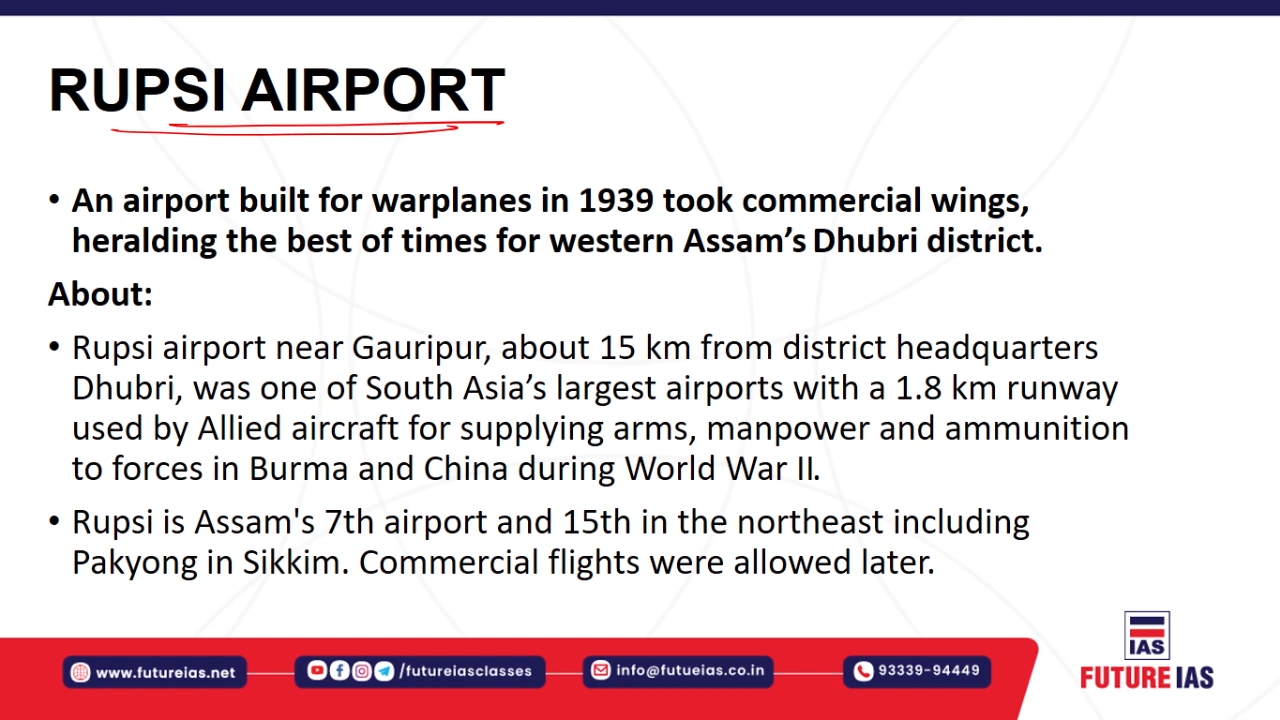 RUPSI AIRPORT
• An airport built for warplanes in 1939 took commercial wings,
heralding the best of times for western Assam’s Dhubri district.
About:
• Rupsi airport near Gauripur, about 15 km from district headquarters
Dhubri, was one of South Asia’s largest airports with a 1.8 km runway
used by Allied aircraft for supplying arms, manpower and ammunition
to forces in Burma and China during World War II.
• Rupsi is Assam's 7th airport and 15th in the northeast including
Pakyong in Sikkim. Commercial flights were allowed later.
www.futureias.net
/futureiasclasses
info@futueias.co.in
93339-94449
IAS
FUTURE IAS